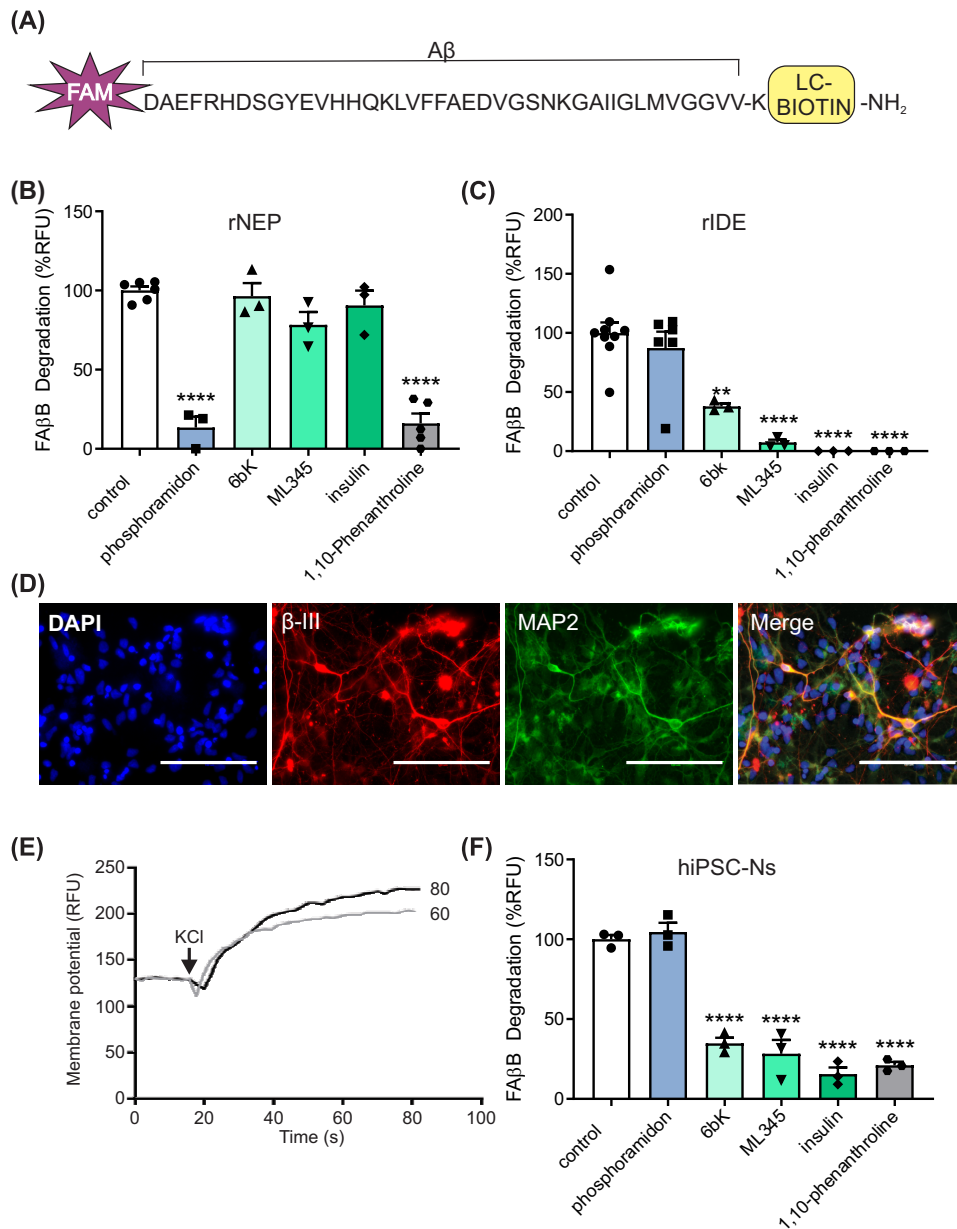 (A)
Aβ
FAM
DAEFRHDSGYEVHHQKLVFFAEDVGSNKGAIIGLMVGGVV-K
LC-
BIOTIN
-NH2
(B)
rNEP
FAβB Degradation (%RFU)
150
100
50
0
****
****
control
phosphoramidon
6bK
ML345
insulin
1,10-Phenanthroline
(C)
rIDE
FAβB Degradation (%RFU)
200
150
100
50
0
**
****
****
****
control
phosphoramidon
6bk
ML345
insulin
1,10-phenanthroline
(D)
DAPI
β-III
MAP2
Merge
(E)
Membrane potential (RFU)
250
200
150
100
50
0
KCl
80
60
0
20
40
60
80
100
Time (s)
(F)
hiPSC-Ns
FAβB Degradation (%RFU)
150
100
50
0
****
****
****
****
control
phosphoramidon
6bK
ML345
insulin
1,10-phenanthroline